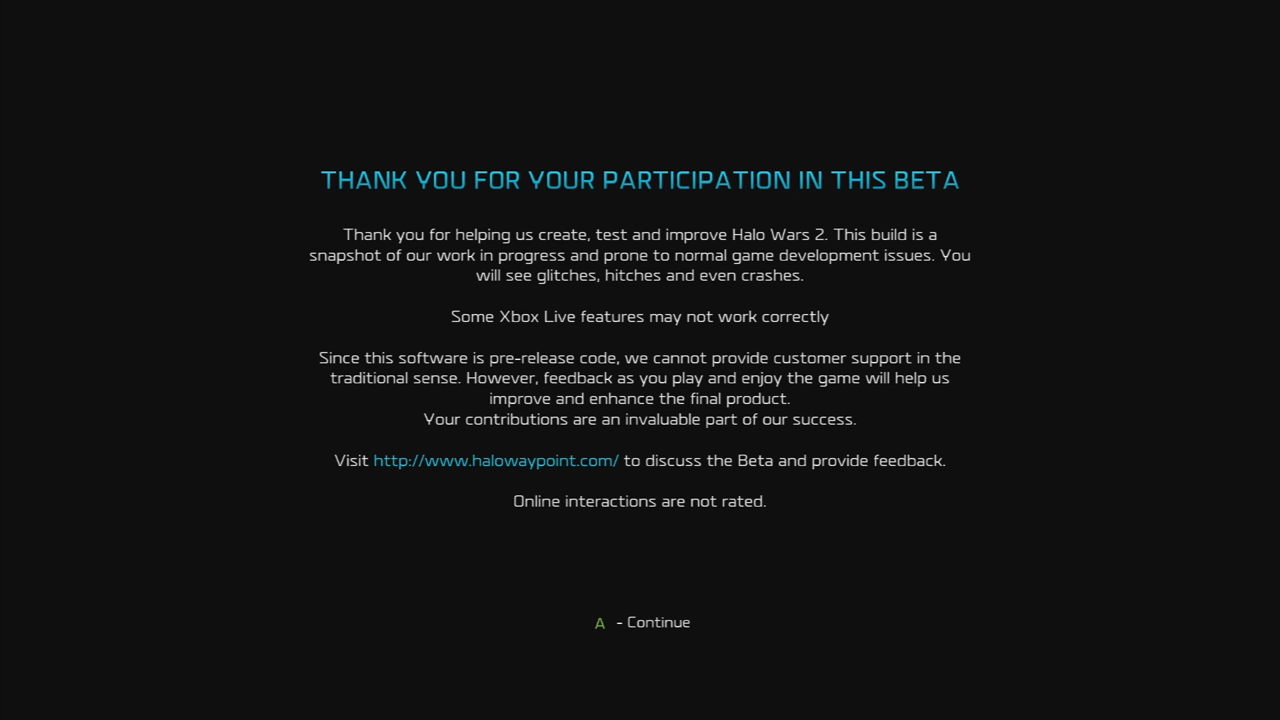 THANK YOU FOR YOUR PARTICIPATION IN THIS BETA
Thank you for helping us create, test and improve Halo Wars 2. This build is a
snapshot of our work in progress and prone to normal game development issues. You
will see glitches, hitches and even crashes.
Some Xbox Live features may not work correctly
Since this software is pre-release code, we cannot provide customer support in the
traditional sense. However, feedback as you play and enjoy the game will help us
improve and enhance the final product.
Your contributions are an invaluable part of our success.
Visit http://www.halowaypoint.com/ to discuss the Beta and provide feedback.
Online interactions are not rated.
A - Continue